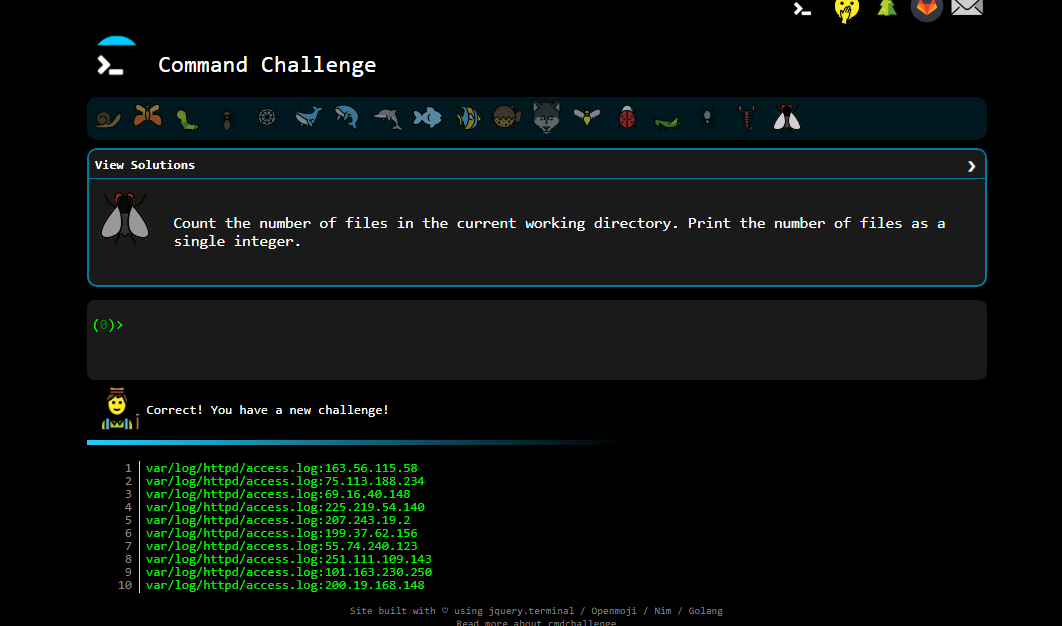 Command Challenge
View Solutions
Count the number of files in the current working directory. Print the number of files as a
single integer.
(0)>
Correct! You have a new challenge!
1 var/log/httpd/access.log:163.56.115.58
2 var/log/httpd/access.log:75.113.188.234
3 var/log/httpd/access.log:69.16.40.148
4 var/log/httpd/access.log:225.219.54.140
5 var/log/httpd/access.log:207.243.19.2
6 var/log/httpd/access.log:199.37.62.156
7 var/log/httpd/access.log:55.74.240.123
8 var/log/httpd/access.log:251.111.109.143
9 var/log/httpd/access.log:101.163.230.250
10 var/log/httpd/access.log:200.19.168.148
Site built with ♡ using jquery.terminal / Openmoji / Nim / Golang
Read more about cmdchallenge